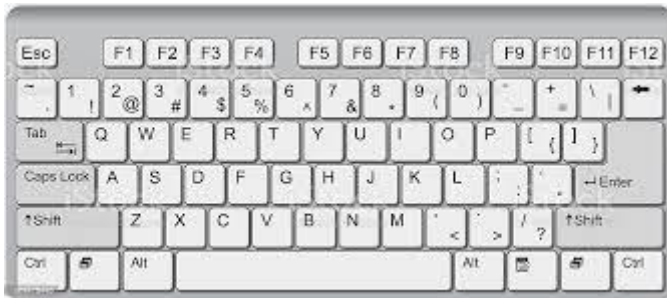 Esc F1 F2 F3 F4 F5 F6 F7 F8 F9 F10 F11 F12
~ 1 ! 2 @ 3 # 4 $ 5 % 6 ^ 7 & 8 * 9 ( 0 ) - _ + = \ |
Tab Q W E R T Y U I O P [ { ] }
Caps Lock A S D F G H J K L ; : Enter
Shift Z X C V B N M < > / ? Shift
Ctrl Alt Alt Ctrl